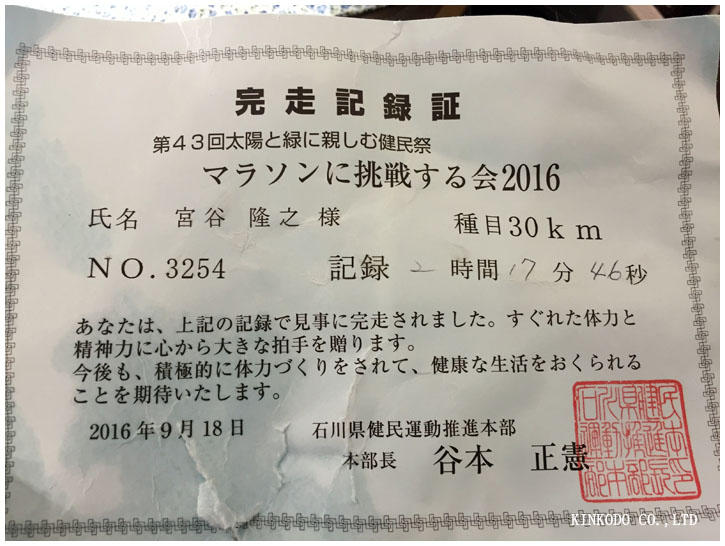 完走記録証
第43回太陽と緑に親しむ健民祭
マラソンに挑戦する会2016
氏名 宮谷 隆之 様 種目30km
NO.3254 記録 2 時間 17 分 46秒
あなたは、上記の記録で見事に完走されました。すぐれた体力と
精神力に心から大きな拍手を贈ります。
今後も、積極的に体力づくりをされて、健康な生活をおくられる
ことを期待いたします。
2016年9月18日 石川県健民運動推進本部
本部長 谷本 正憲
KINKODO CO., LTD